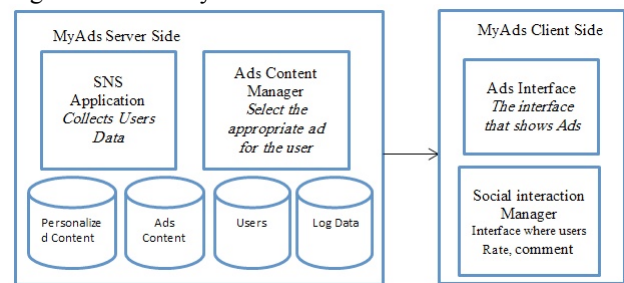 MyAds Server Side
SNS
Application
Collects Users
Data
Ads Content
Manager
Select the
appropriate ad
for the user
Personalize
d Content
Ads
Content
Users
Log Data
MyAds Client Side
Ads Interface
The interface
that shows Ads
Social interaction
Manager
Interface where users
Rate, comment